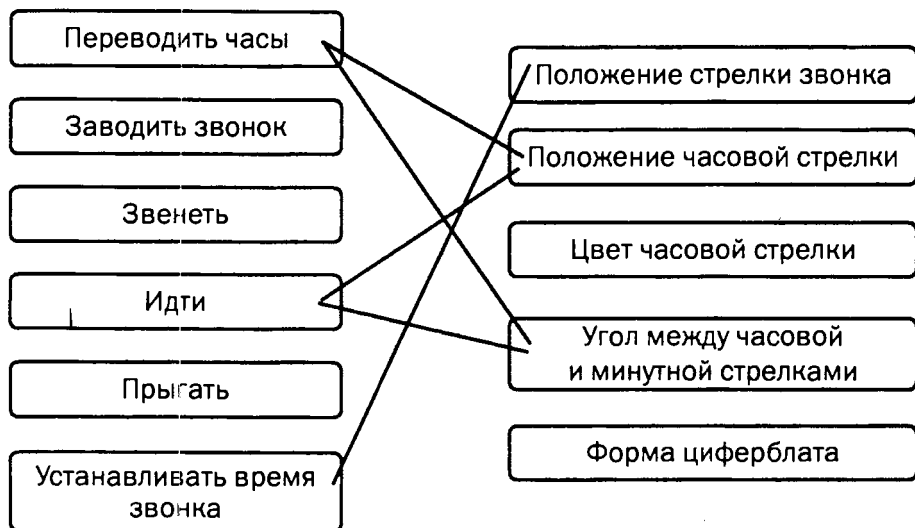 Переводить часы
Заводить звонок
Звенеть
Идти
Прыгать
Устанавливать время
звонка
Положение стрелки звонка
Положение часовой стрелки
Цвет часовой стрелки
Угол между часовой
и минутной стрелками
Форма циферблата